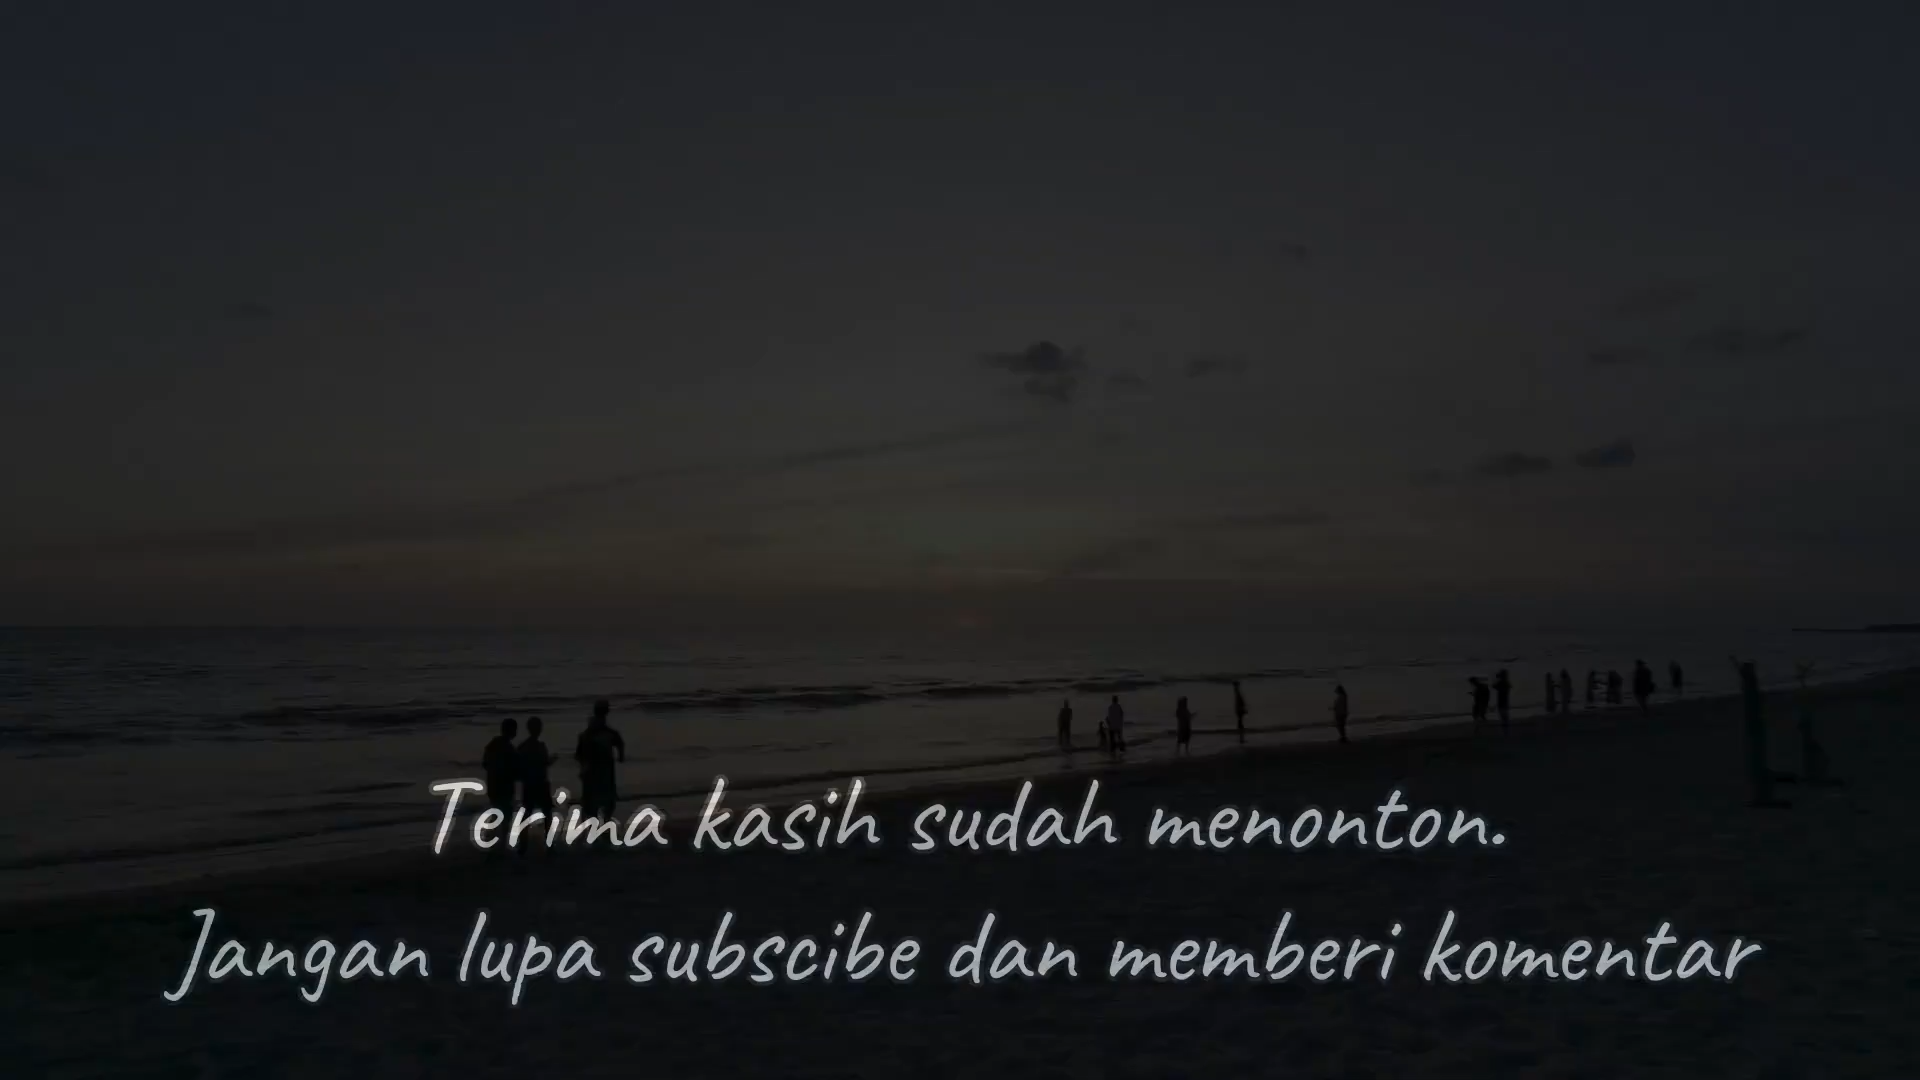 Terima kasih sudah menonton.
Jangan lupa subscibe dan memberi komentar